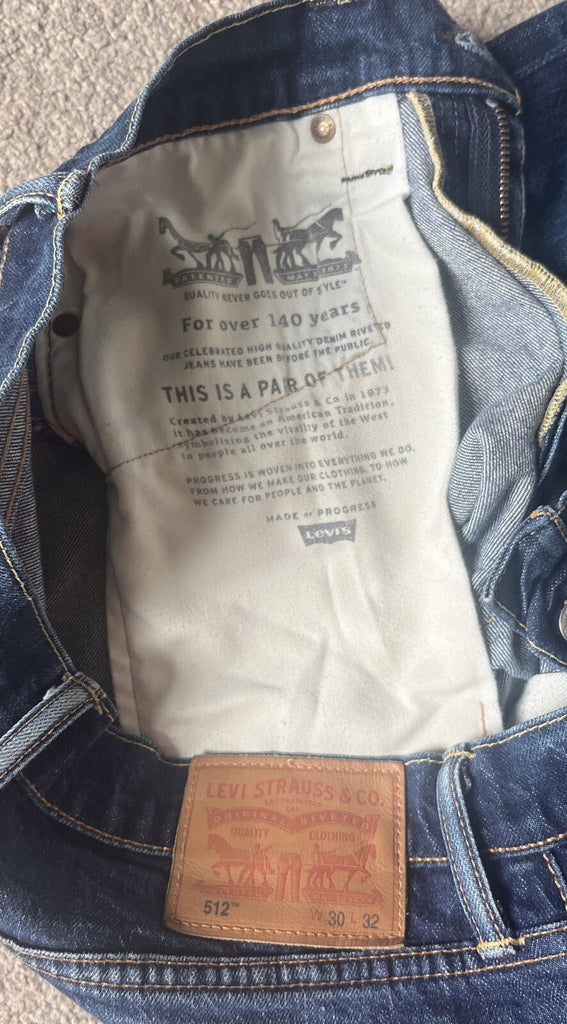 PATENTED MAY 20 1873
QUALITY NEVER GOES OUT OF STYLE™
For over 140 years
OUR CELEBRATED HIGH QUALITY DENIM RIVETED
JEANS HAVE BEEN BEFORE THE PUBLIC
THIS IS A PAIR OF THEM!
Created by Levi Strauss & Co in 1873
it has become an American Tradition,
symbolizing the vitality of the West
to people all over the world.
PROGRESS IS WOVEN INTO EVERYTHING WE DO.
FROM HOW WE MAKE OUR CLOTHING, TO HOW
WE CARE FOR PEOPLE AND THE PLANET.
MADE OF PROGRESS
LEVI'S
LEVI STRAUSS & CO.
SAN FRANCISCO
ORIGINAL RIVETED
QUALITY CLOTHING
512™ W 30 L 32